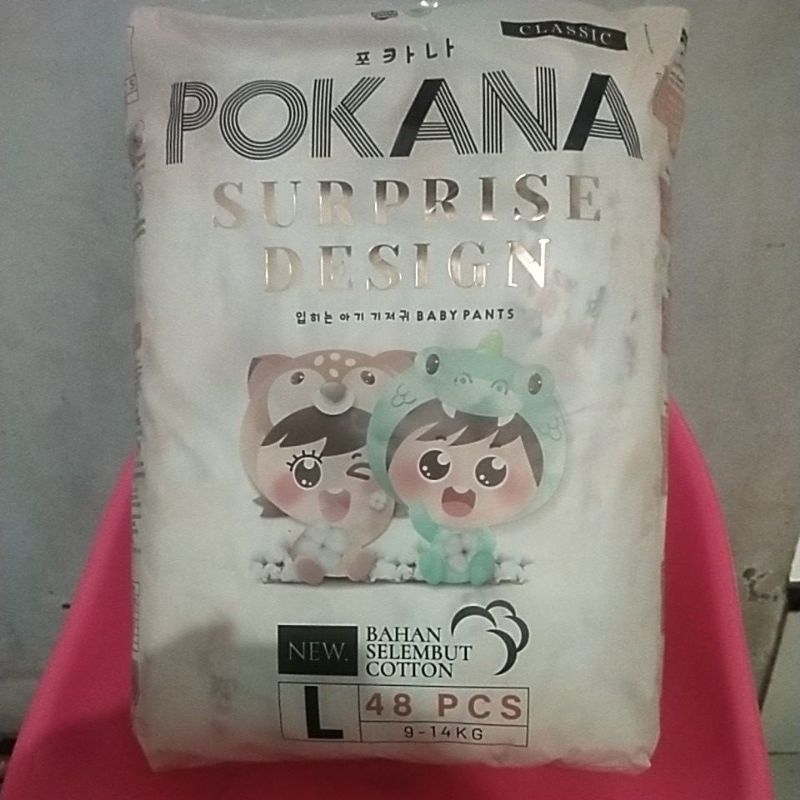 CLASSIC
포카나
POKANA
SURPRISE
DESIGN
입히는 아기 기저귀 BABY PANTS
NEW.
BAHAN
SELEMBUT
COTTON
L
48 PCS
9-14KG